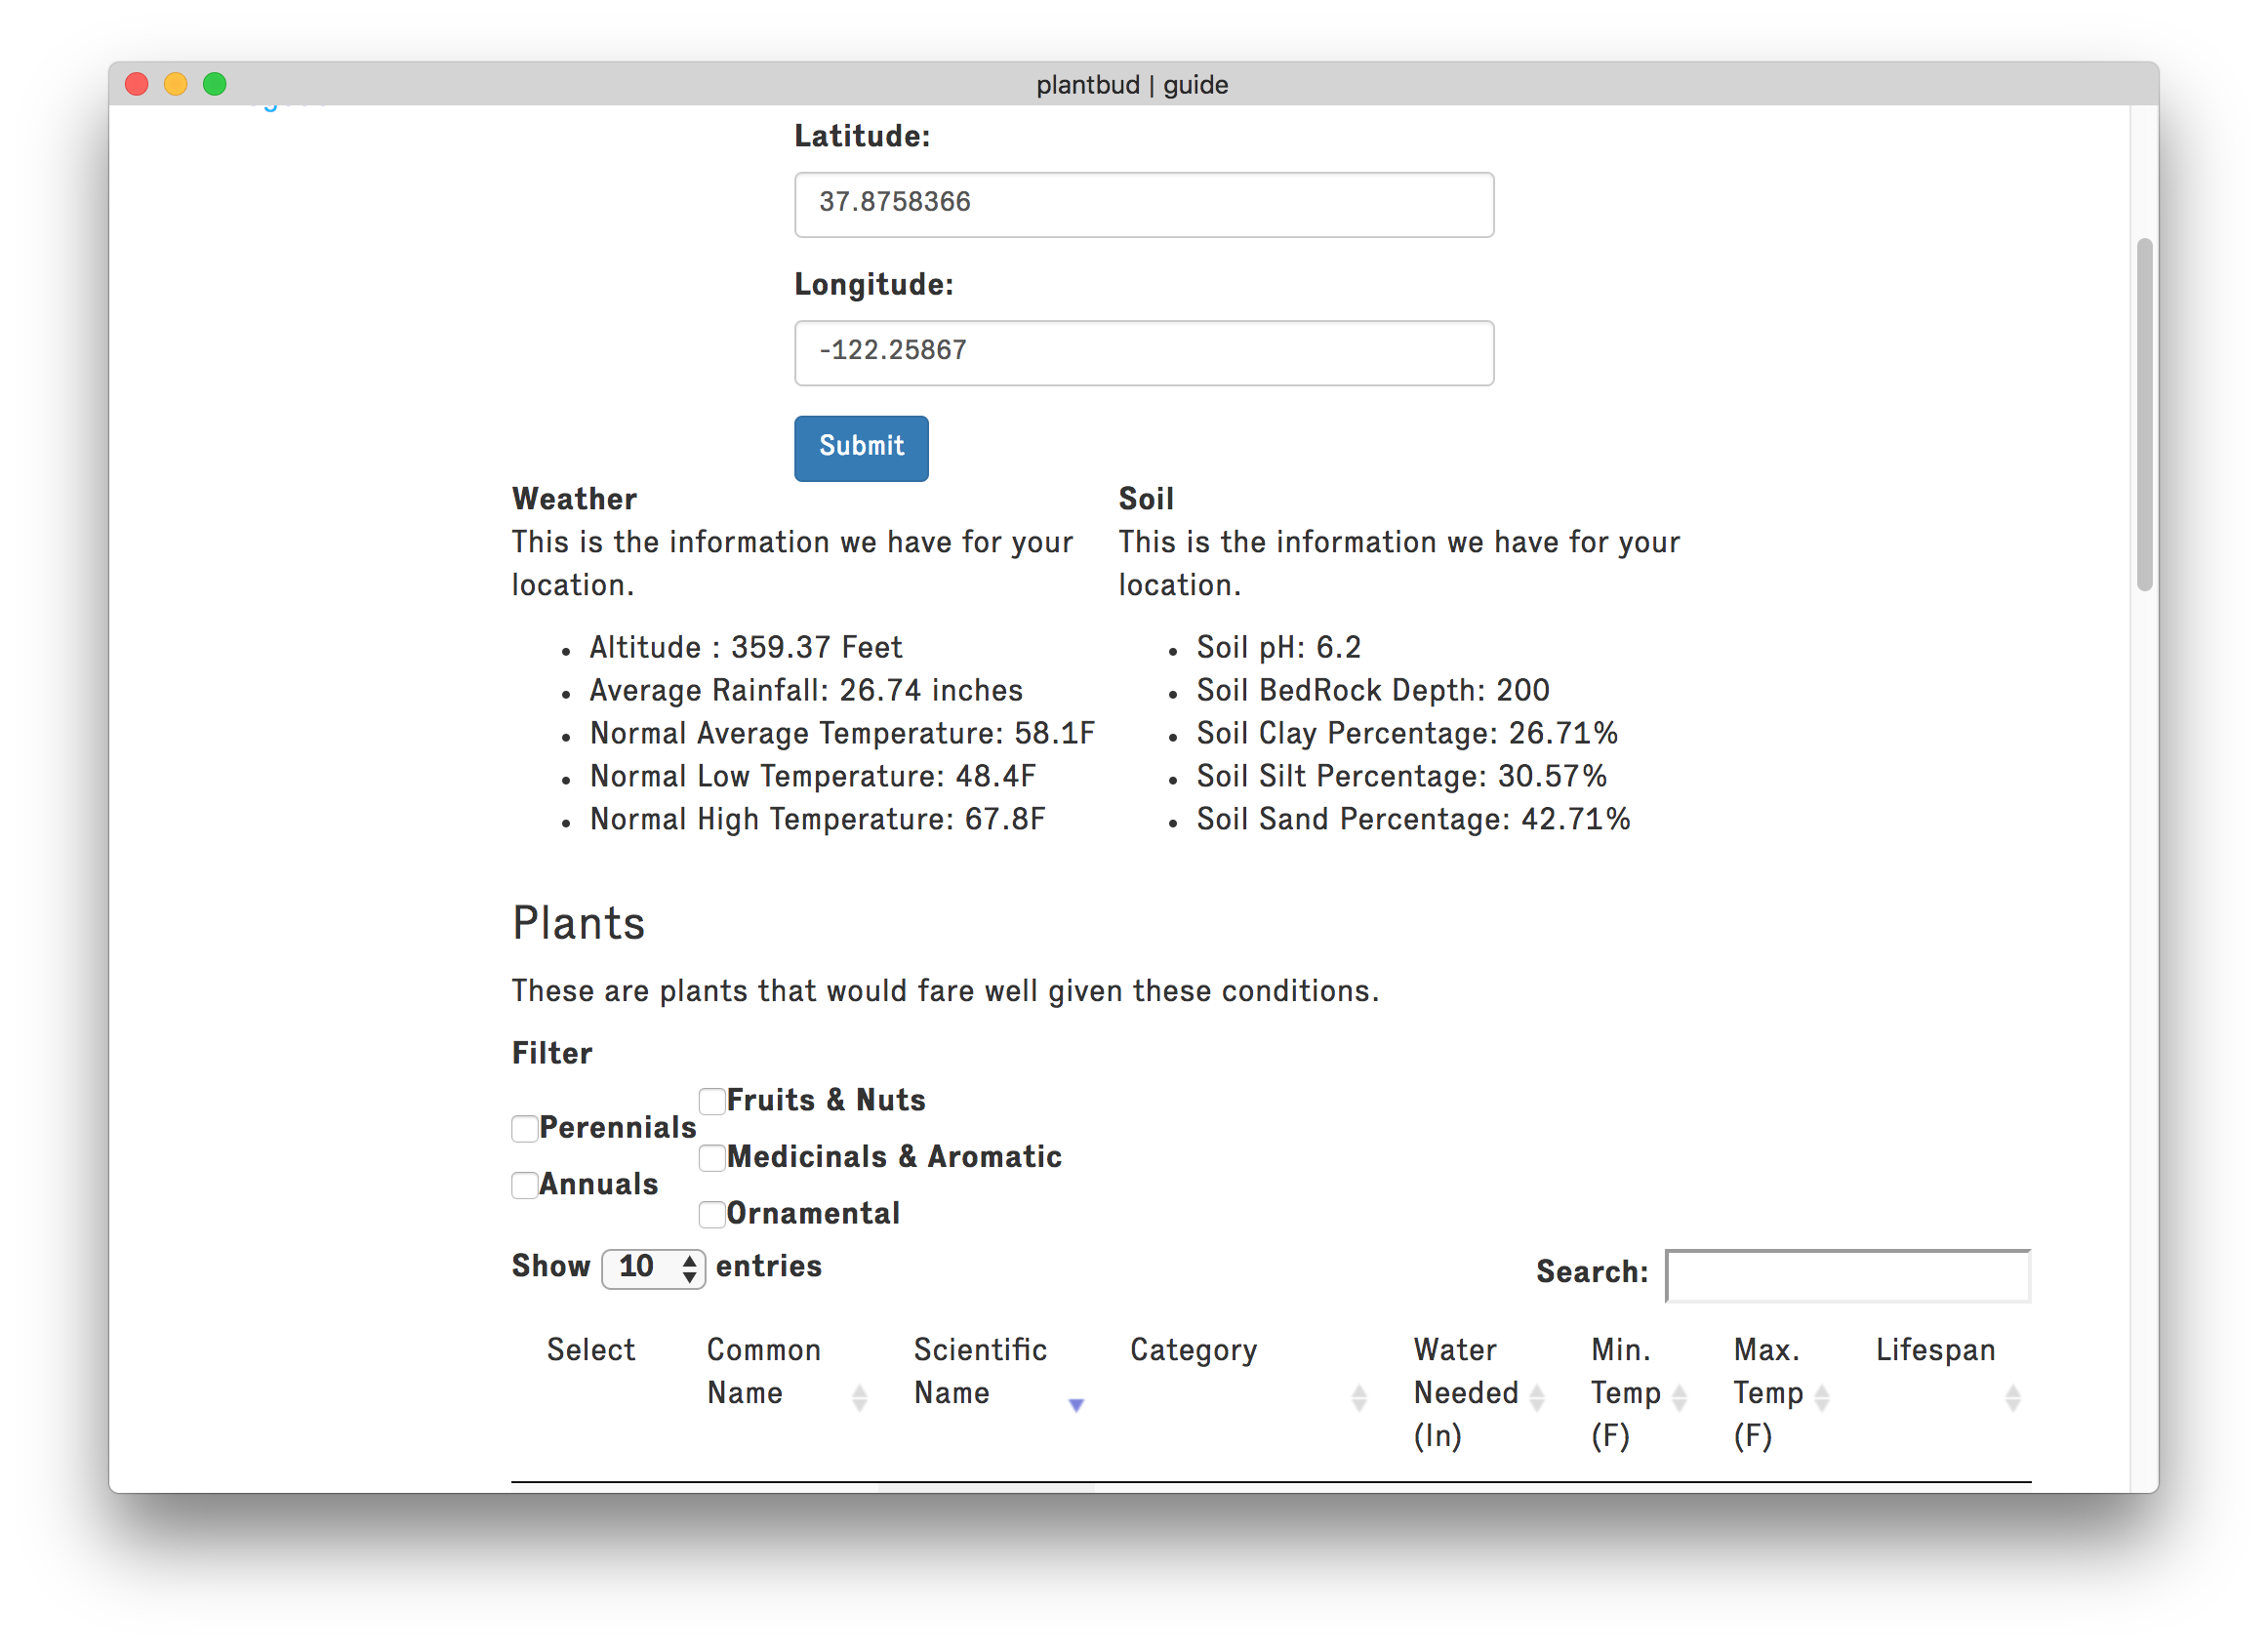 plantbud | guide
Latitude:
37.8758366
Longitude:
-122.25867
Submit
Weather
This is the information we have for your
location.
• Altitude : 359.37 Feet
• Average Rainfall: 26.74 inches
• Normal Average Temperature: 58.1F
• Normal Low Temperature: 48.4F
• Normal High Temperature: 67.8F
Soil
This is the information we have for your
location.
• Soil pH: 6.2
• Soil BedRock Depth: 200
• Soil Clay Percentage: 26.71%
• Soil Silt Percentage: 30.57%
• Soil Sand Percentage: 42.71%
Plants
These are plants that would fare well given these conditions.
Filter
Perennials
Annuals
Fruits & Nuts
Medicinals & Aromatic
Ornamental
Show 10 entries
Search:
Select
Common
Name
Scientific
Name
Category
Water
Needed
(In)
Min.
Temp
(F)
Max.
Temp
(F)
Lifespan